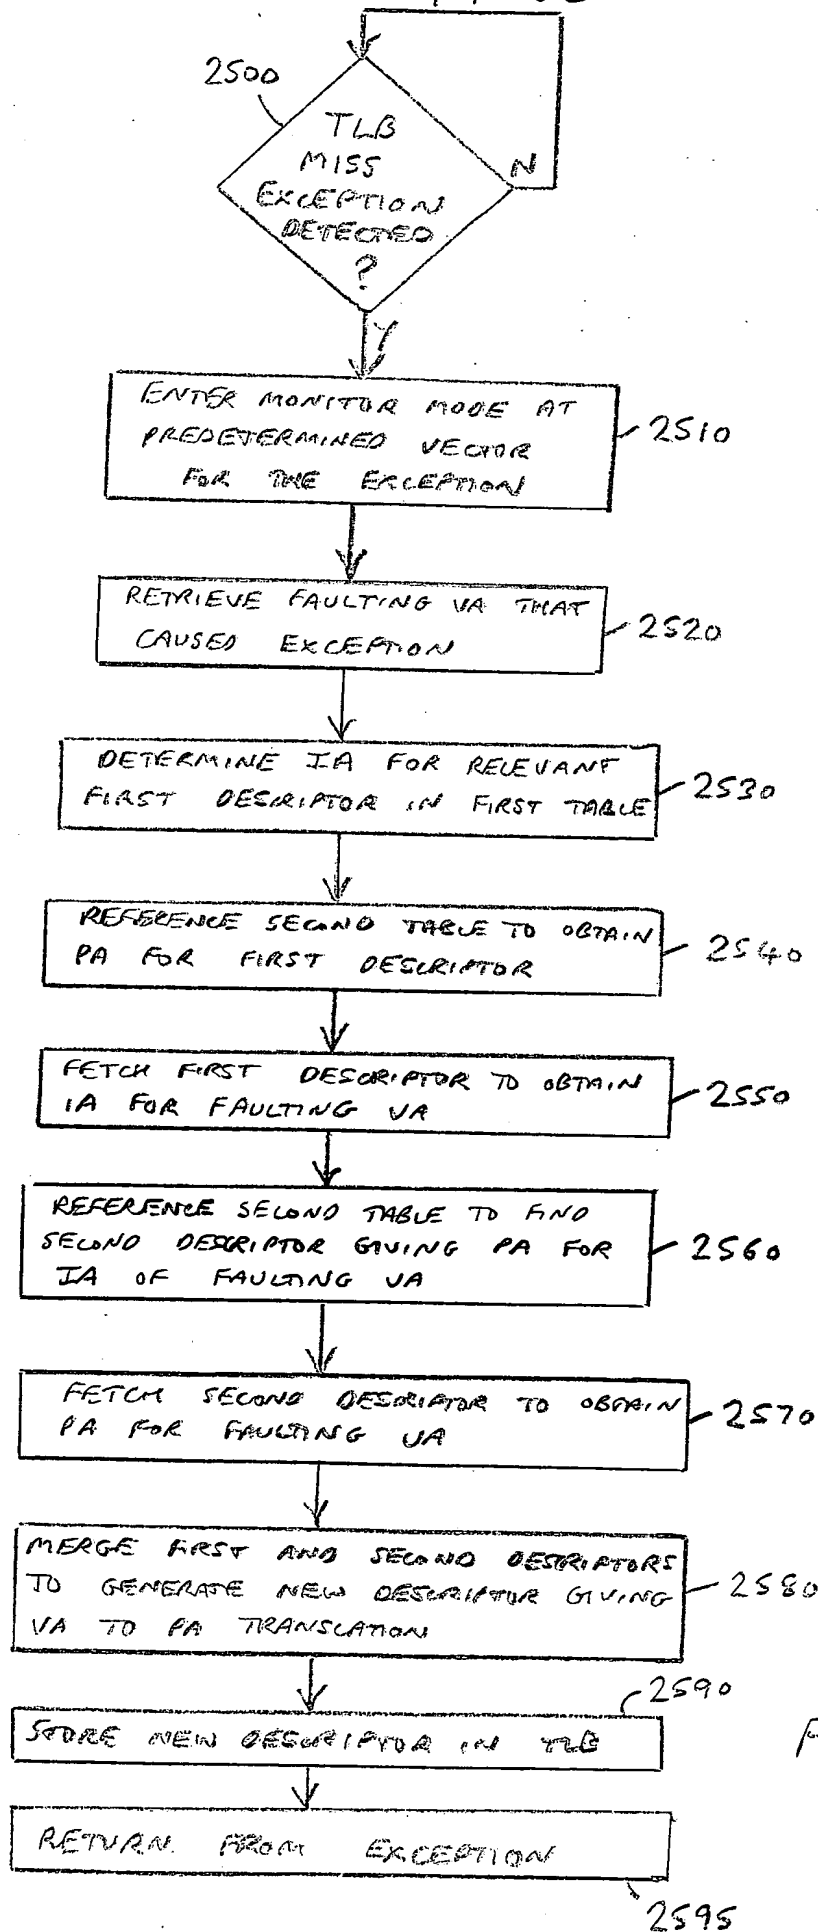 2500
TLB
MISS
EXCEPTION
DETECTED
?
N
Y
ENTER MONITOR MODE AT
PREDETERMINED VECTOR
FOR THE EXCEPTION
2510
RETRIEVE FAULTING VA THAT
CAUSED EXCEPTION
2520
DETERMINE IA FOR RELEVANT
FIRST DESCRIPTOR IN FIRST TABLE
2530
REFERENCE SECOND TABLE TO OBTAIN
PA FOR FIRST DESCRIPTOR
2540
FETCH FIRST DESCRIPTOR TO OBTAIN
IA FOR FAULTING VA
2550
REFERENCE SECOND TABLE TO FIND
SECOND DESCRIPTOR GIVING PA FOR
IA OF FAULTING VA
2560
FETCH SECOND DESCRIPTOR TO OBTAIN
PA FOR FAULTING VA
2570
MERGE FIRST AND SECOND DESCRIPTORS
TO GENERATE NEW DESCRIPTOR GIVING
VA TO PA TRANSLATION
2580
2590
STORE NEW DESCRIPTOR IN TLB
RETURN FROM EXCEPTION
2595